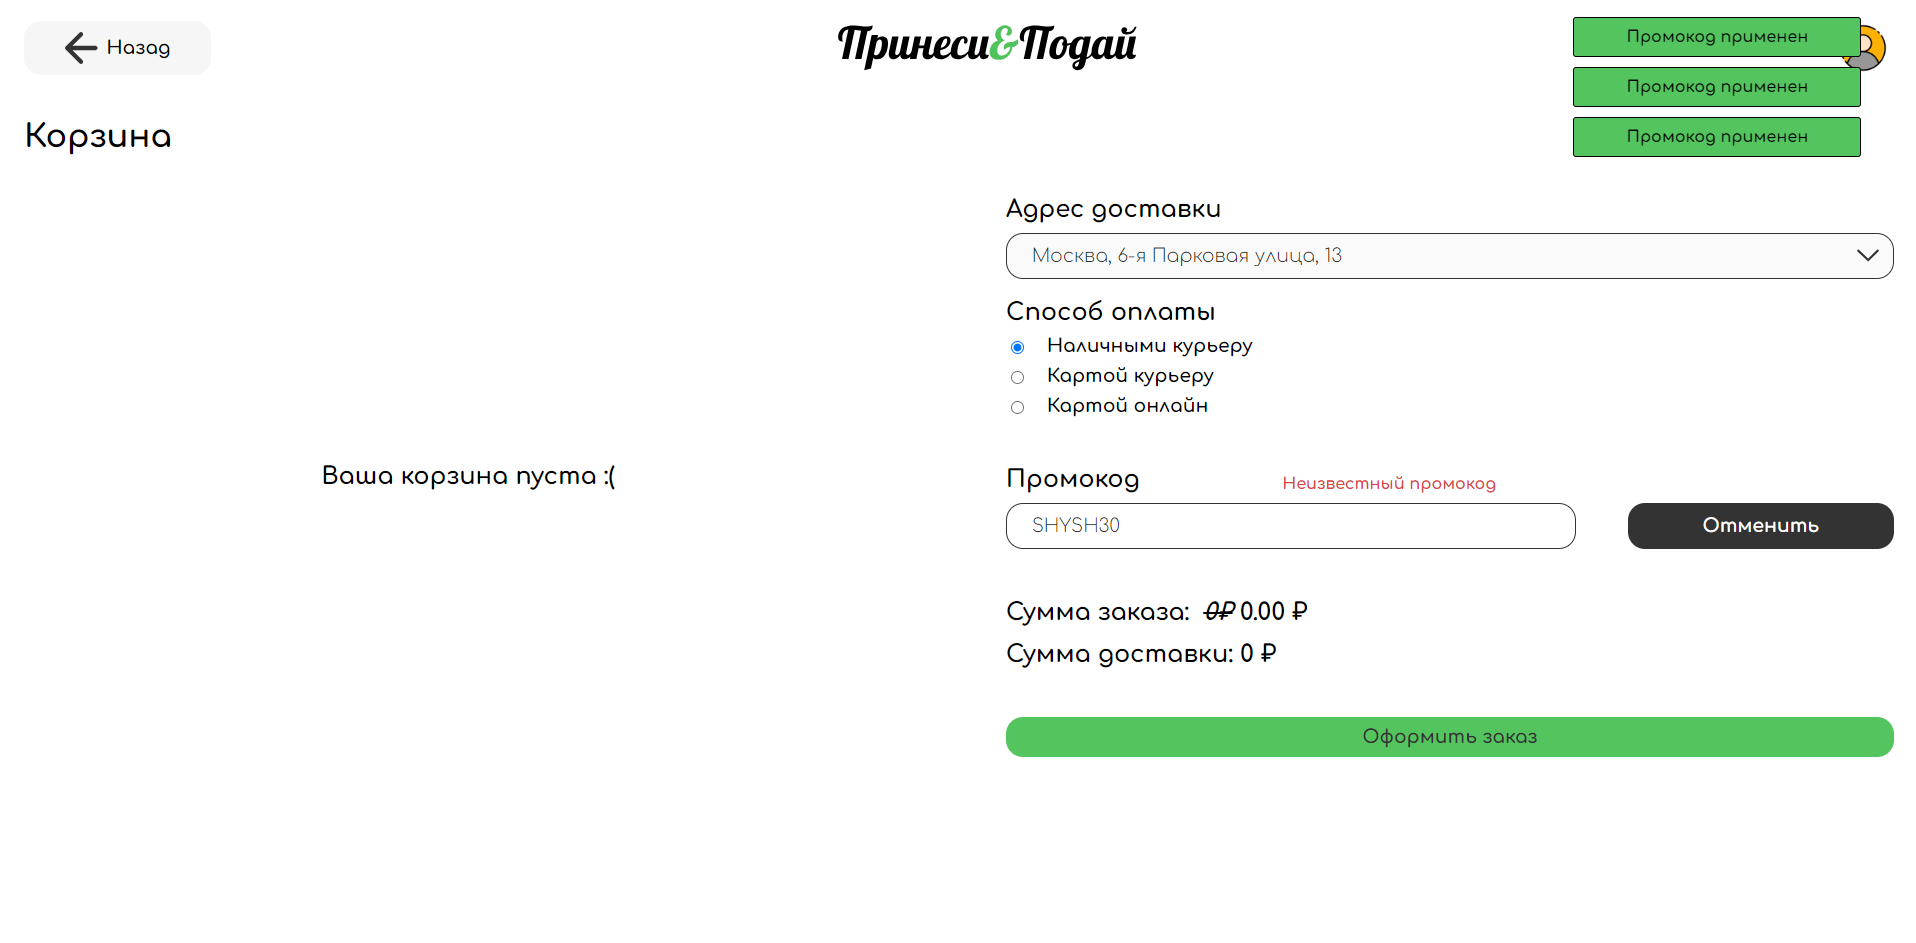 Назад
Принеси&Подай
Промокод применен
Промокод применен
Промокод применен
Корзина
Адрес доставки
Москва, 6-я Парковая улица, 13
Способ оплаты
Наличными курьеру
Картой курьеру
Картой онлайн
Ваша корзина пуста :(
Промокод
Неизвестный промокод
SHYSH30
Отменить
Сумма заказа: 0₽ 0.00 ₽
Сумма доставки: 0 ₽
Оформить заказ